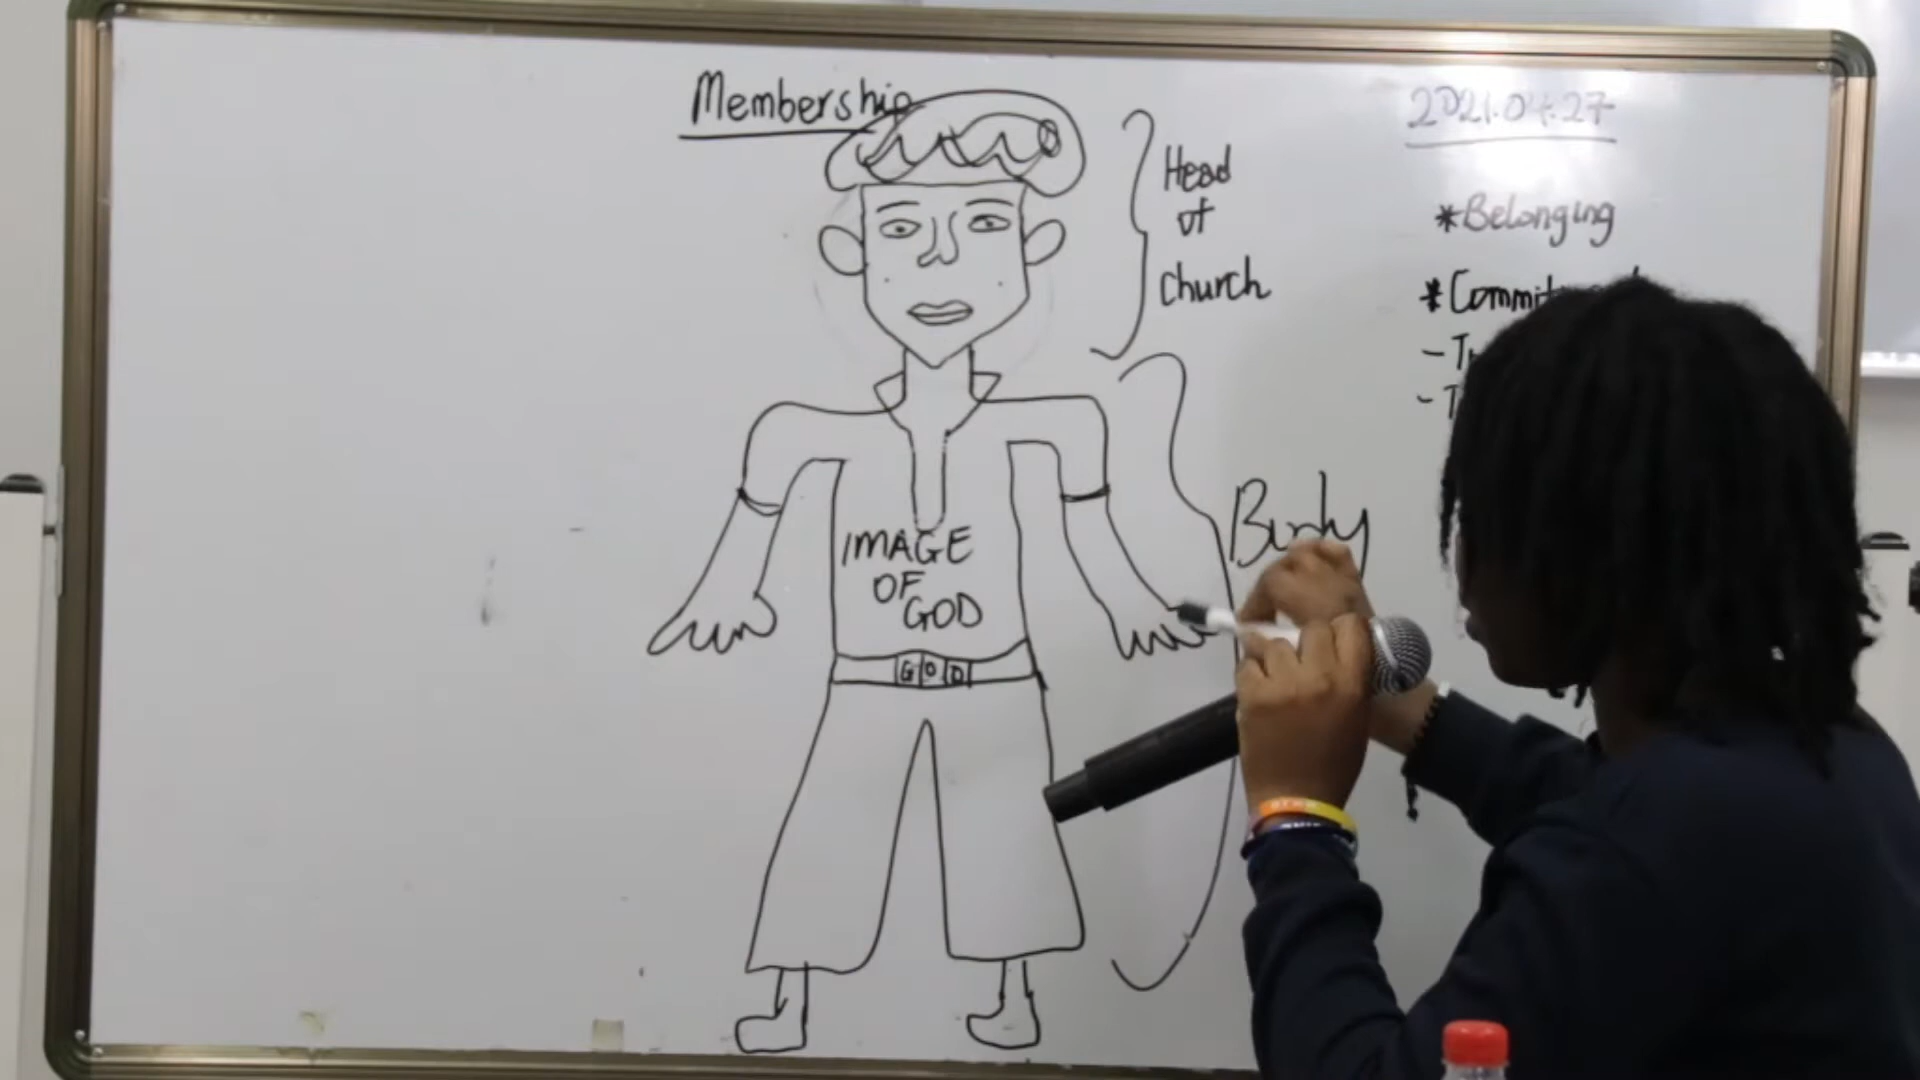 Membership
2021.04.27
Head
of
church
*Belonging
Body
IMAGE
OF
GOD
GOD